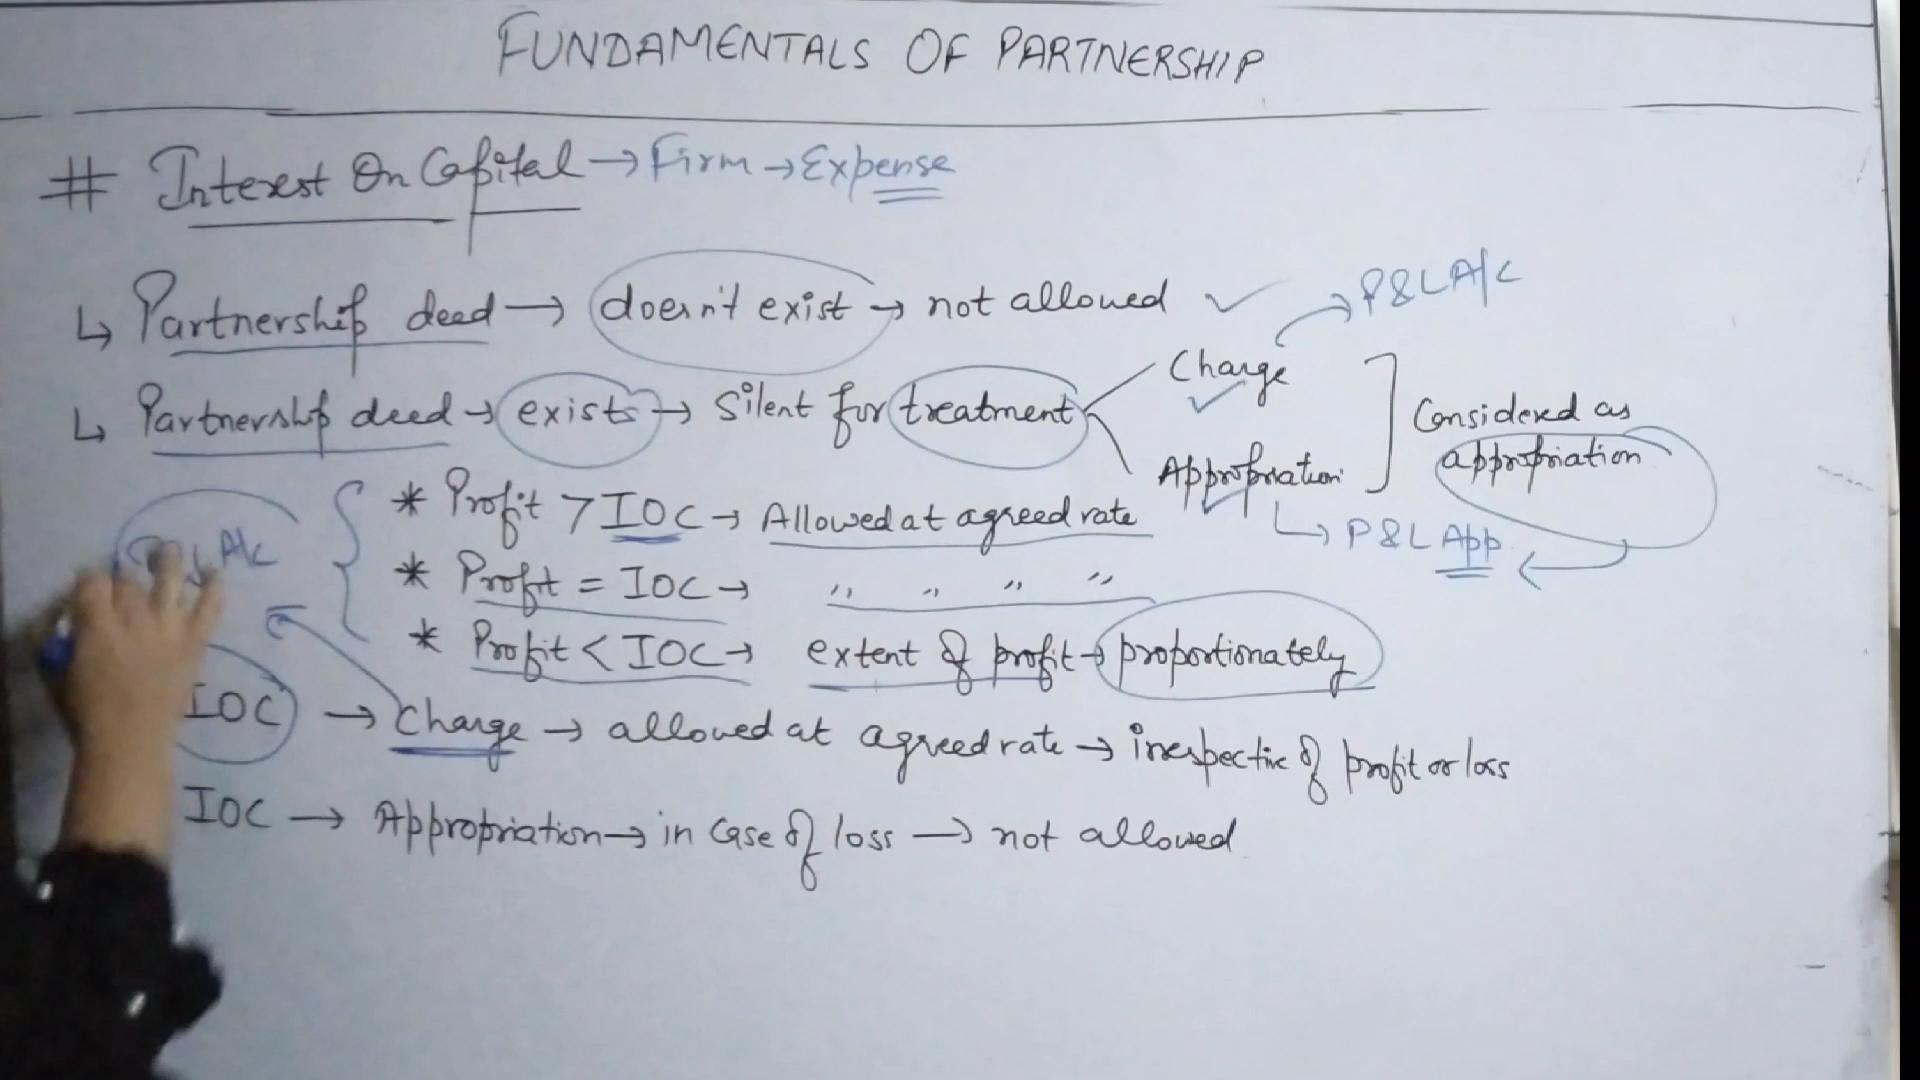 FUNDAMENTALS OF PARTNERSHIP
# Interest On Capital → Firm → Expense
↳ Partnership deed → doesn't exist → not allowed ✓
P&L A/c
Charge ✓
↳ Partnership deed → exists → Silent for treatment
Considered as appropriation
Appropriation ✓
↳ P&L App
* Profit > IOC → Allowed at agreed rate
A/c
* Profit = IOC → " " " "
* Profit < IOC → extent of profit → proportionately
IOC → Charge → allowed at agreed rate → irrespective of profit or loss
IOC → Appropriation → in case of loss → not allowed